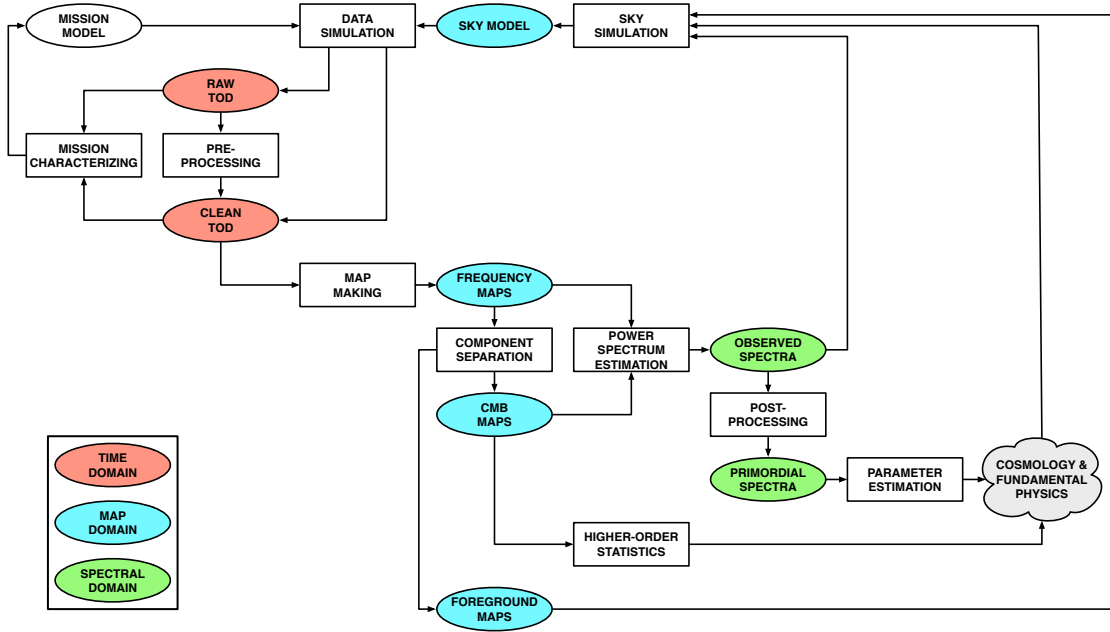 MISSION
MODEL
DATA
SIMULATION
SKY MODEL
SKY
SIMULATION
RAW
TOD
MISSION
CHARACTERIZING
PRE-
PROCESSING
CLEAN
TOD
MAP
MAKING
FREQUENCY
MAPS
COMPONENT
SEPARATION
POWER
SPECTRUM
ESTIMATION
OBSERVED
SPECTRA
CMB
MAPS
POST-
PROCESSING
PRIMORDIAL
SPECTRA
PARAMETER
ESTIMATION
COSMOLOGY &
FUNDAMENTAL
PHYSICS
HIGHER-ORDER
STATISTICS
FOREGROUND
MAPS
TIME
DOMAIN
MAP
DOMAIN
SPECTRAL
DOMAIN